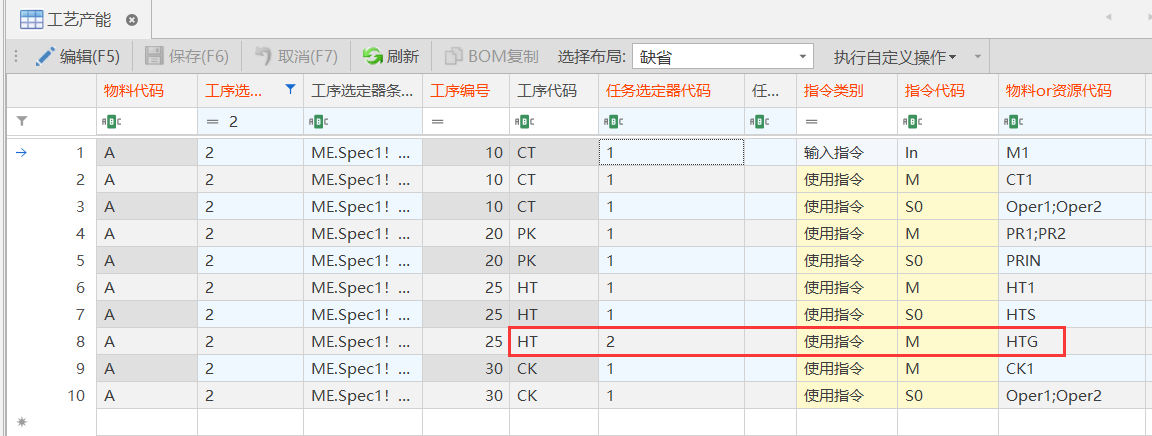 工艺产能
编辑(F5) 保存(F6) 取消(F7) 刷新 BOM复制 选择布局: 缺省 执行自定义操作
物料代码 工序选... 工序选定器条... 工序编号 工序代码 任务选定器代码 任... 指令类别 指令代码 物料or资源代码
ABC = 2 ABC = ABC ABC ABC = ABC ABC
1 A 2 ME.Spec1! ... 10 CT 1 输入指令 In M1
2 A 2 ME.Spec1! ... 10 CT 1 使用指令 M CT1
3 A 2 ME.Spec1! ... 10 CT 1 使用指令 S0 Oper1;Oper2
4 A 2 ME.Spec1! ... 20 PK 1 使用指令 M PR1;PR2
5 A 2 ME.Spec1! ... 20 PK 1 使用指令 S0 PRIN
6 A 2 ME.Spec1! ... 25 HT 1 使用指令 M HT1
7 A 2 ME.Spec1! ... 25 HT 1 使用指令 S0 HTS
8 A 2 ME.Spec1! ... 25 HT 2 使用指令 M HTG
9 A 2 ME.Spec1! ... 30 CK 1 使用指令 M CK1
10 A 2 ME.Spec1! ... 30 CK 1 使用指令 S0 Oper1;Oper2